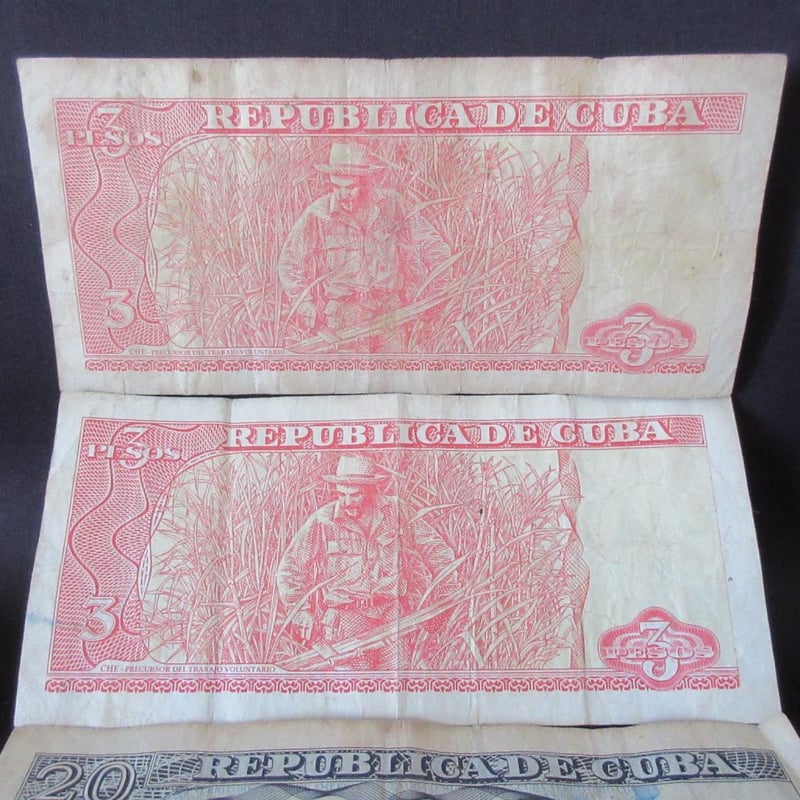 REPUBLICA DE CUBA
3
PESOS
3
3
PESOS
CHE - PRECURSOR DEL TRABAJO VOLUNTARIO
REPUBLICA DE CUBA
3
PESOS
3
3
PESOS
CHE - PRECURSOR DEL TRABAJO VOLUNTARIO
20 REPUBLICA DE CUBA